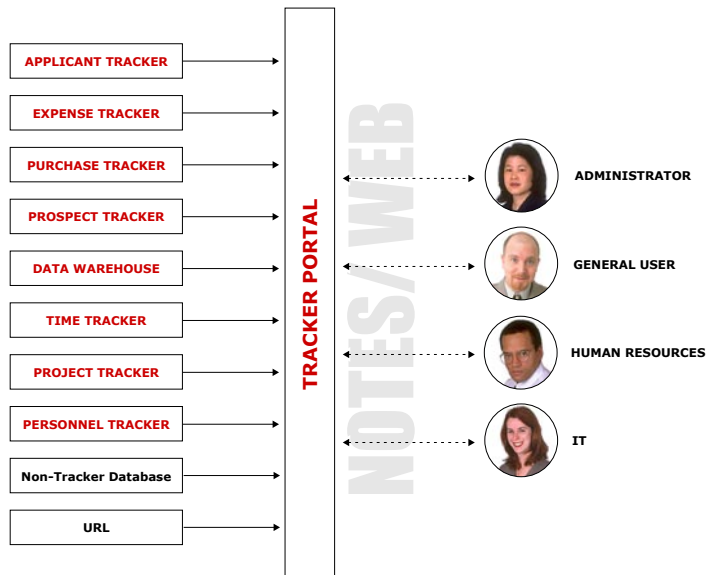 APPLICANT TRACKER
EXPENSE TRACKER
PURCHASE TRACKER
PROSPECT TRACKER
DATA WAREHOUSE
TIME TRACKER
PROJECT TRACKER
PERSONNEL TRACKER
Non-Tracker Database
URL
TRACKER PORTAL
NOTES/ WEB
ADMINISTRATOR
GENERAL USER
HUMAN RESOURCES
IT